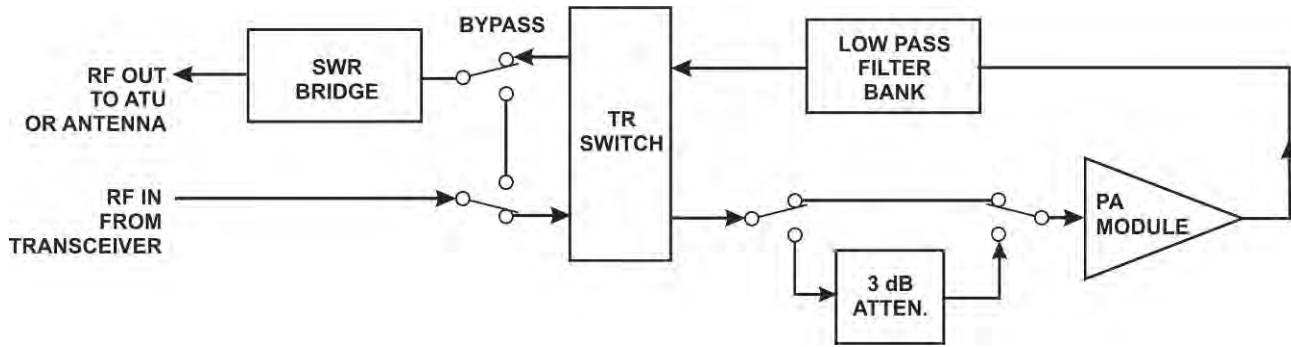 BYPASS
RF OUT
TO ATU
OR ANTENNA
SWR
BRIDGE
TR
SWITCH
LOW PASS
FILTER
BANK
RF IN
FROM
TRANSCEIVER
3 dB
ATTEN.
PA
MODULE